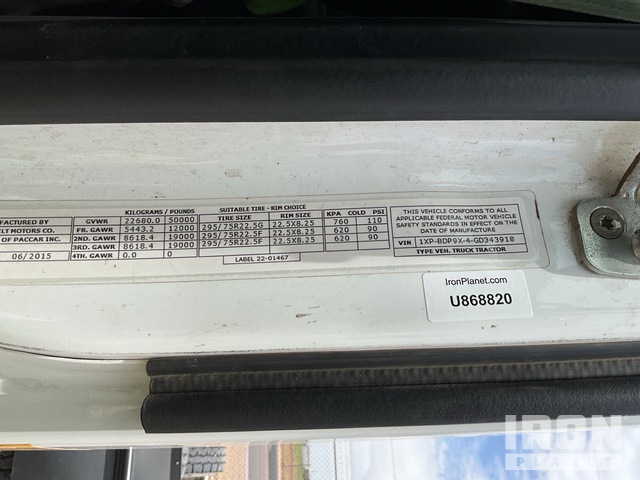 FACTURED BY
LT MOTORS CO.
OF PACCAR INC.
06/2015
KILOGRAMS / POUNDS
GVWR 22680.0 50000
FR. GAWR 5443.2 12000
2ND. GAWR 8618.4 19000
3RD. GAWR 8618.4 19000
4TH. GAWR 0.0 0
SUITABLE TIRE - RIM CHOICE
TIRE SIZE RIM SIZE
295/75R22.5G 22.5X8.25
295/75R22.5F 22.5X8.25
295/75R22.5F 22.5X8.25
LABEL 22-01467
KPA COLD PSI
760 110
620 90
620 90
THIS VEHICLE CONFORMS TO ALL
APPLICABLE FEDERAL MOTOR VEHICLE
SAFETY STANDARDS IN EFFECT ON THE
DATE OF MANUFACTURE
VIN 1XP-BDP9X-4-GD343918
TYPE VEH. TRUCK TRACTOR
IronPlanet.com
U868820
IRON
PLANET